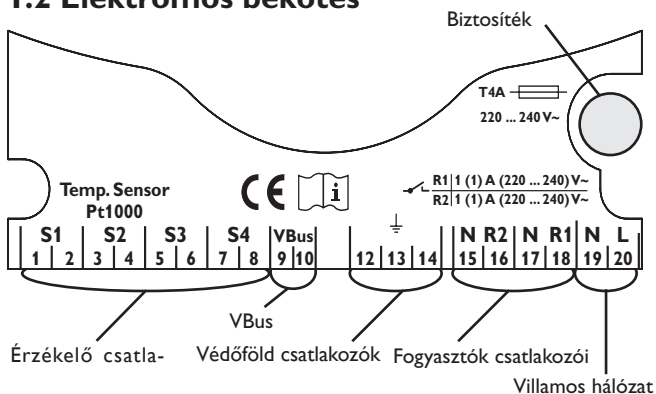 1.2 Elektromos bekötés
Biztosíték
T4A
220 ... 240 V~
Temp. Sensor
Pt1000
CE
i
R1 1 (1) A (220 ... 240) V~
R2 1 (1) A (220 ... 240) V~
S1 S2 S3 S4 VBus N R2 N R1 N L
1 2 3 4 5 6 7 8 9 10 12 13 14 15 16 17 18 19 20
VBus
Érzékelő csatla- Védőföld csatlakozók Fogyasztók csatlakozói
Villamos hálózat